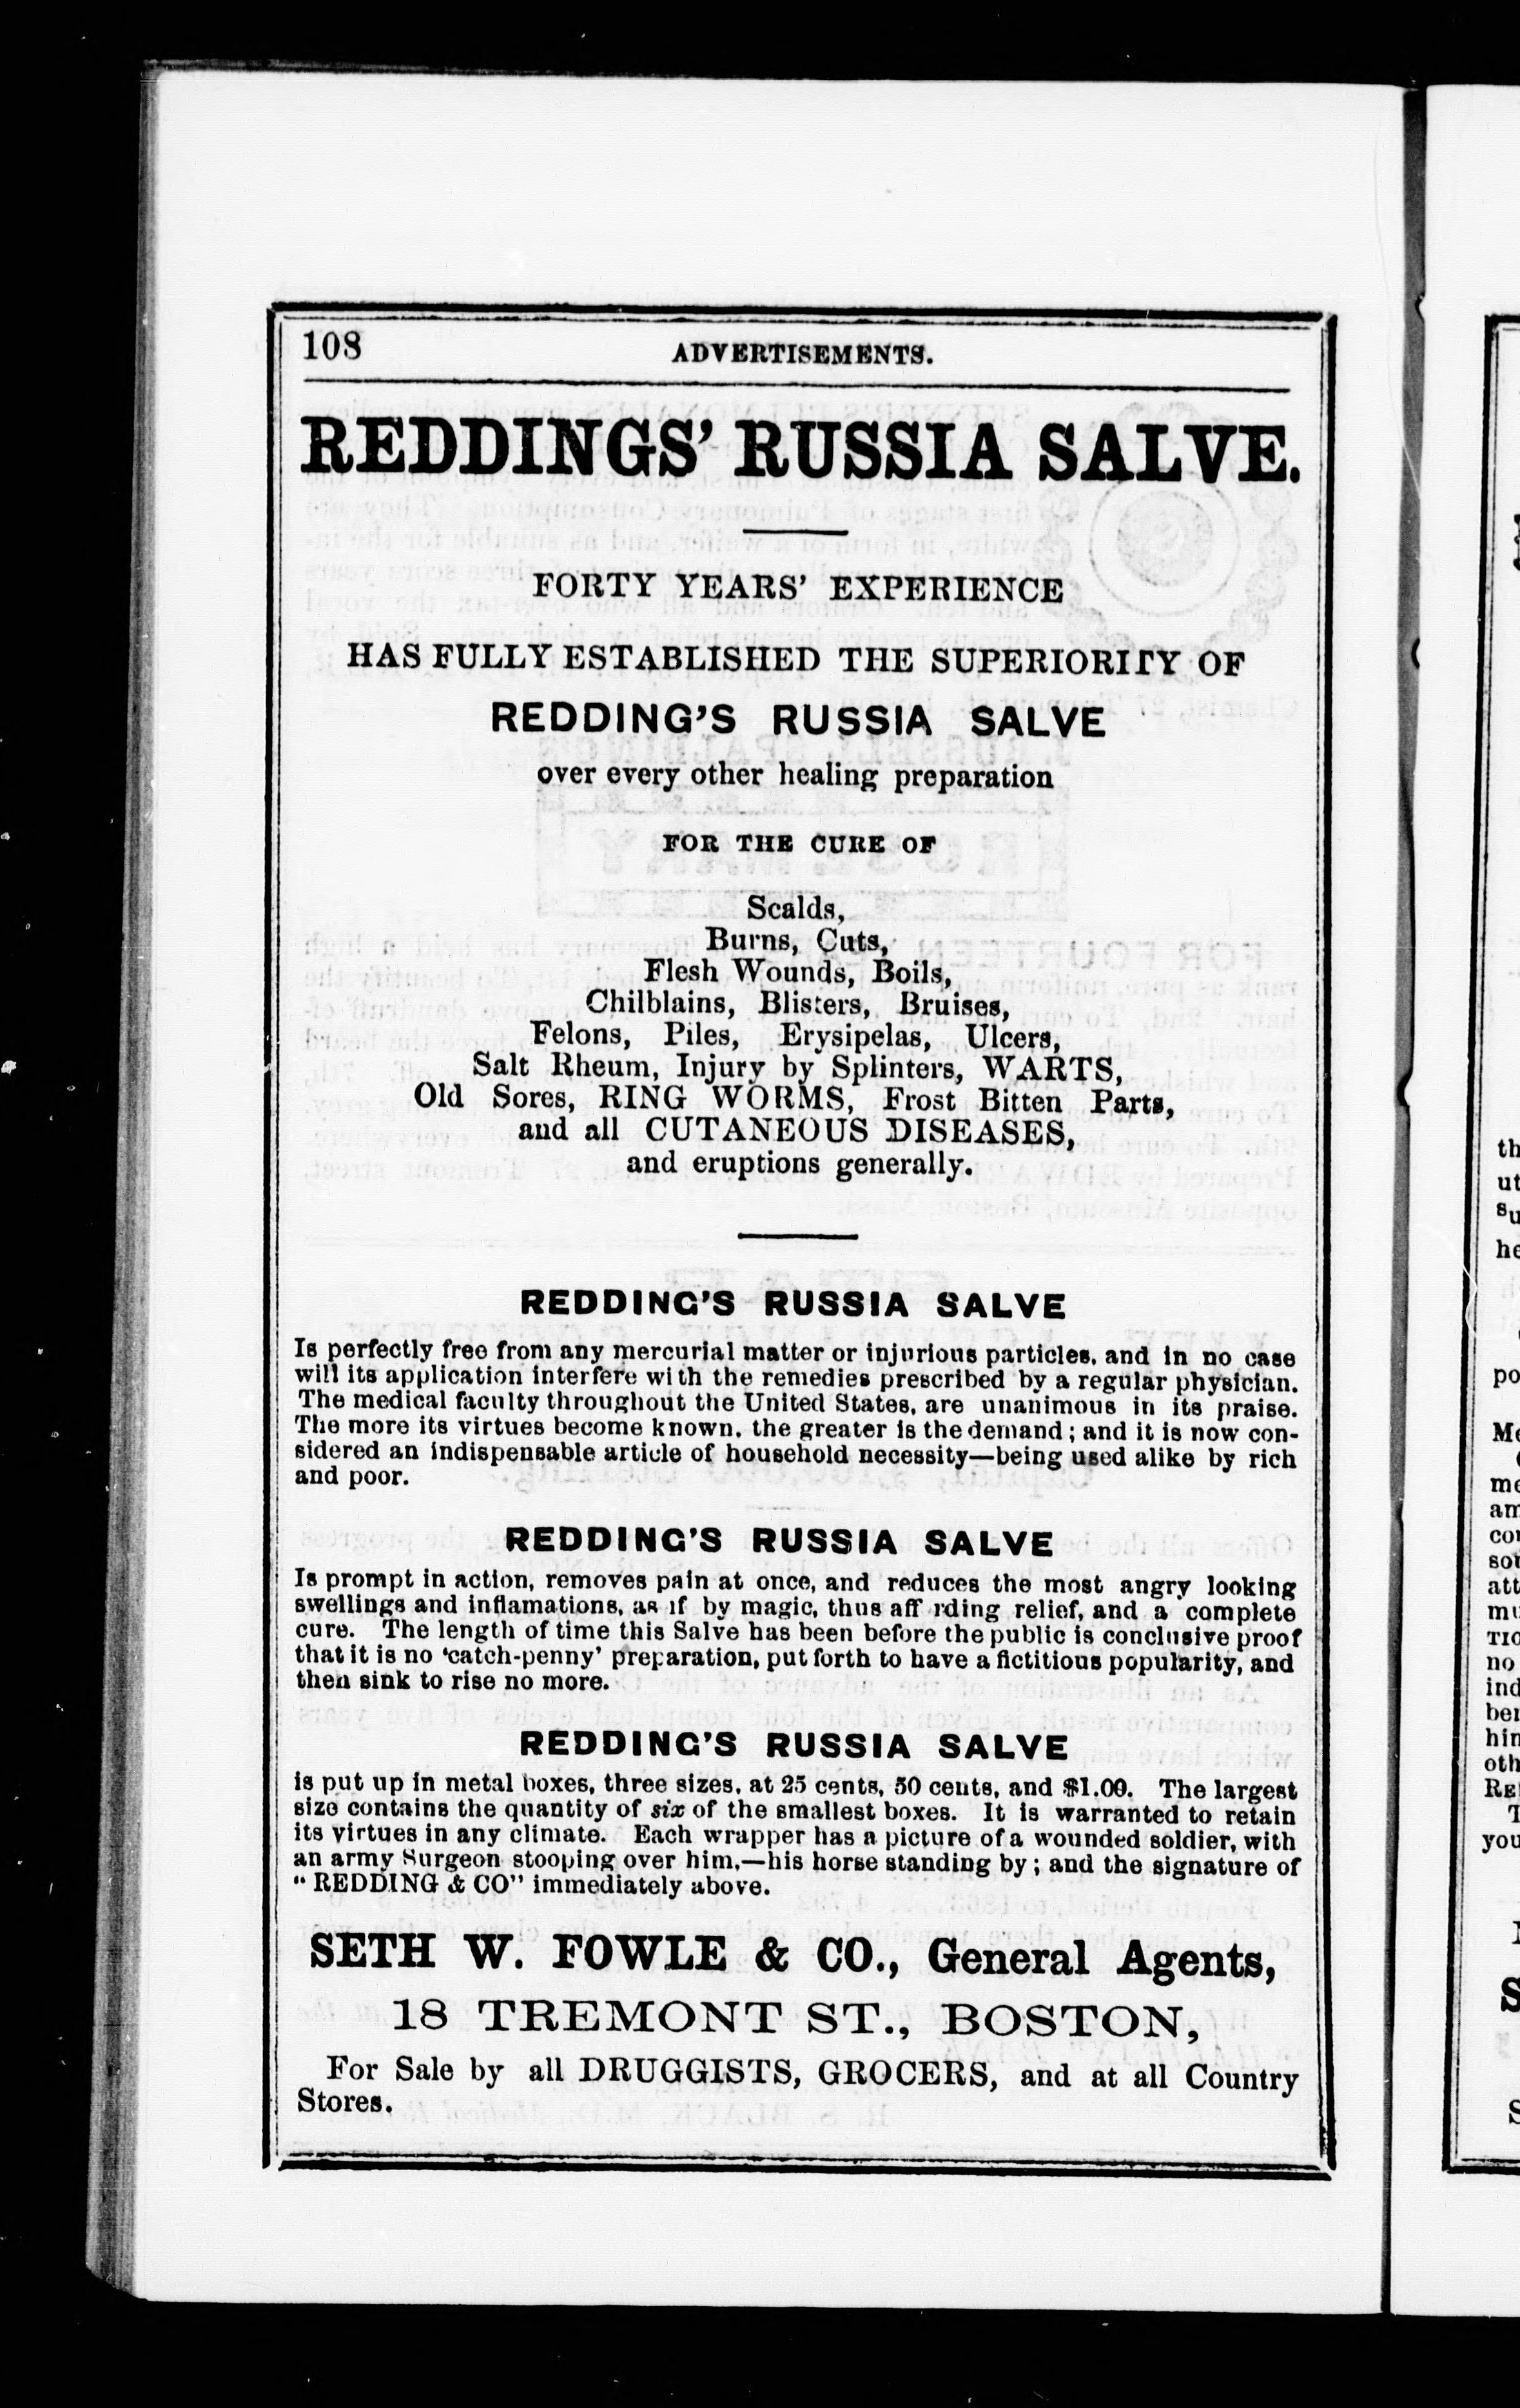 108
ADVERTISEMENTS.
REDDINGS' RUSSIA SALVE.
FORTY YEARS' EXPERIENCE
HAS FULLY ESTABLISHED THE SUPERIORITY OF
REDDING'S RUSSIA SALVE
over every other healing preparation
FOR THE CURE OF
Scalds,
Burns, Cuts,
Flesh Wounds, Boils,
Chilblains, Blisters, Bruises,
Felons, Piles, Erysipelas, Ulcers,
Salt Rheum, Injury by Splinters, WARTS,
Old Sores, RING WORMS, Frost Bitten Parts,
and all CUTANEOUS DISEASES,
and eruptions generally.
REDDING'S RUSSIA SALVE
Is perfectly free from any mercurial matter or injurious particles, and in no case
will its application interfere with the remedies prescribed by a regular physician.
The medical faculty throughout the United States, are unanimous in its praise.
The more its virtues become known, the greater is the demand; and it is now con-
sidered an indispensable article of household necessity—being used alike by rich
and poor.
REDDING'S RUSSIA SALVE
Is prompt in action, removes pain at once, and reduces the most angry looking
swellings and inflamations, as if by magic, thus aff rding relief, and a complete
cure. The length of time this Salve has been before the public is conclusive proof
that it is no 'catch-penny' preparation, put forth to have a fictitious popularity, and
then sink to rise no more.
REDDING'S RUSSIA SALVE
is put up in metal boxes, three sizes, at 25 cents, 50 cents, and $1.00. The largest
size contains the quantity of six of the smallest boxes. It is warranted to retain
its virtues in any climate. Each wrapper has a picture of a wounded soldier, with
an army Surgeon stooping over him,—his horse standing by; and the signature of
"REDDING & CO" immediately above.
SETH W. FOWLE & CO., General Agents,
18 TREMONT ST., BOSTON,
For Sale by all DRUGGISTS, GROCERS, and at all Country
Stores.